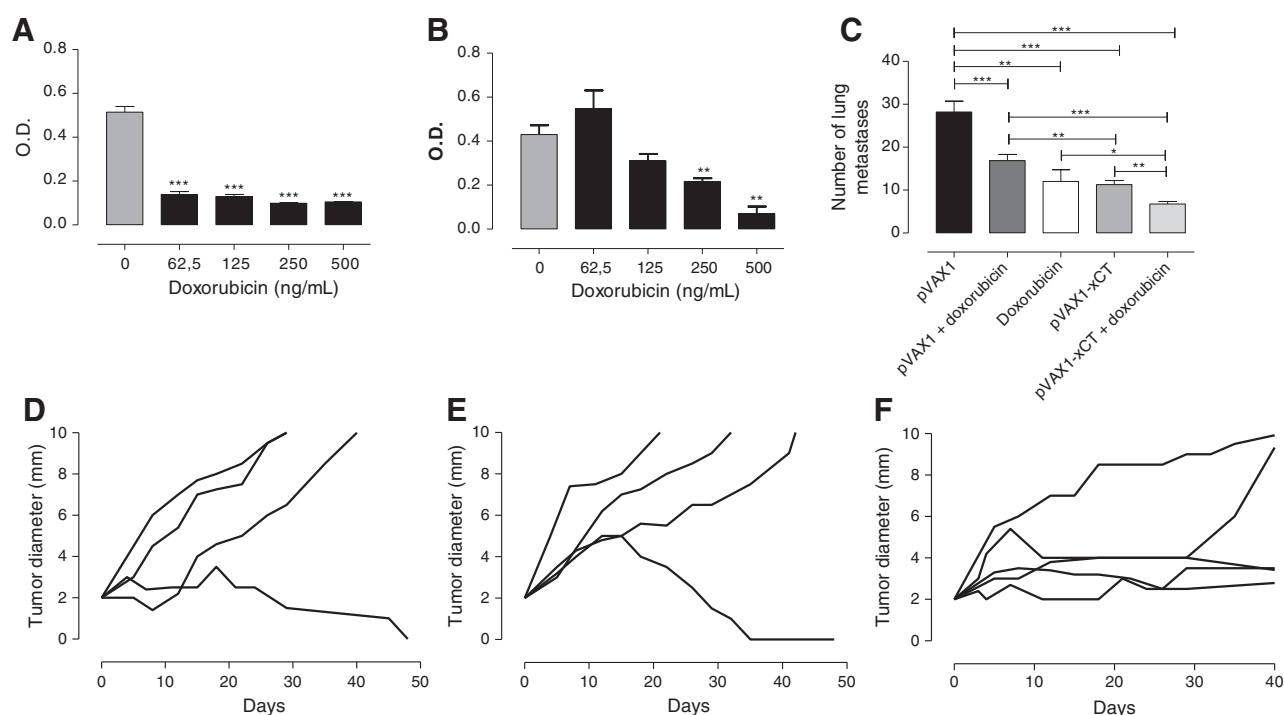 A
0.8
0.6
0.4
0.2
0.0
O.D.
***
***
***
***
0 62,5 125 250 500
Doxorubicin (ng/mL)
B
0.8
0.6
0.4
0.2
0.0
O.D.
**
**
0 62,5 125 250 500
Doxorubicin (ng/mL)
C
40
30
20
10
0
Number of lung
metastases
***
***
**
***
***
**
*
**
pVAX1
pVAX1 + doxorubicin
Doxorubicin
pVAX1-xCT
pVAX1-xCT + doxorubicin
D
10
8
6
4
2
0
Tumor diameter (mm)
0 10 20 30 40 50
Days
E
10
8
6
4
2
0
Tumor diameter (mm)
0 10 20 30 40 50
Days
F
10
8
6
4
2
0
Tumor diameter (mm)
0 10 20 30 40
Days